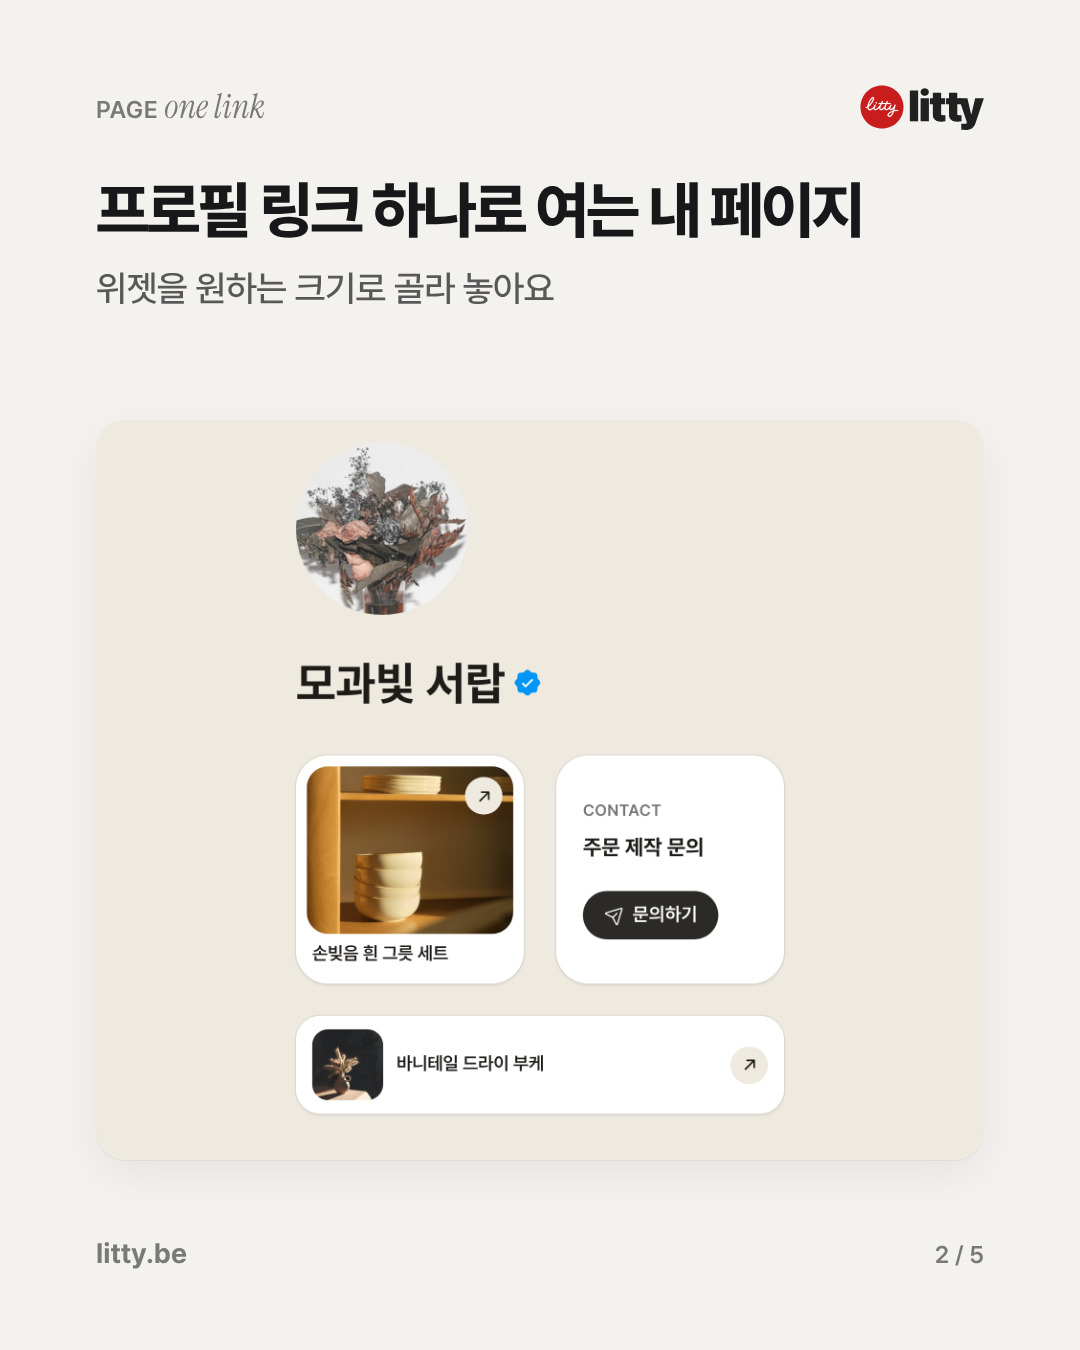 PAGE one link
litty litty
프로필 링크 하나로 여는 내 페이지
위젯을 원하는 크기로 골라 놓아요
모과빛 서랍
손빚음 흰 그릇 세트
CONTACT
주문 제작 문의
문의하기
바니테일 드라이 부케
litty.be
2 / 5